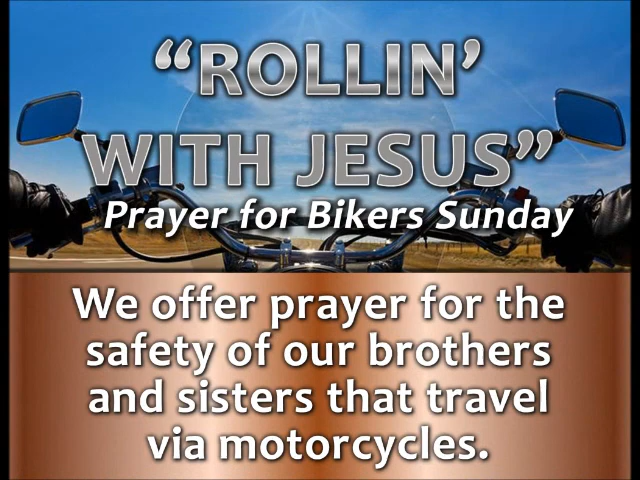 “ROLLIN’
WITH JESUS”
Prayer for Bikers Sunday
We offer prayer for the
safety of our brothers
and sisters that travel
via motorcycles.